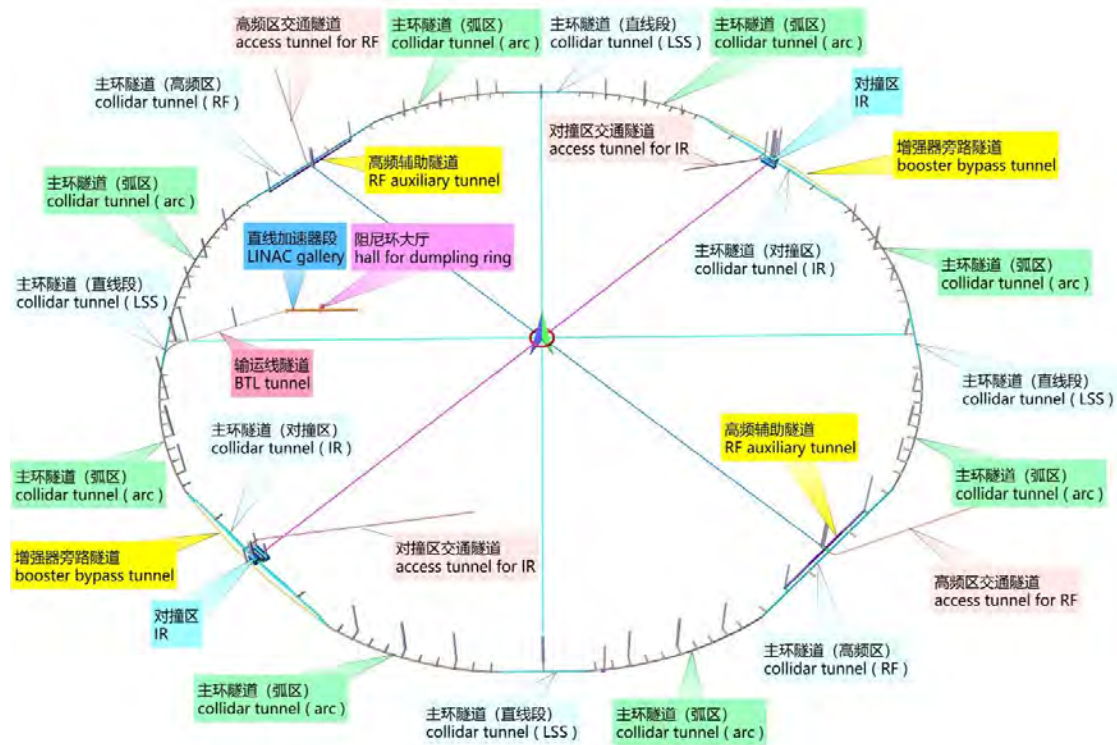 高频区交通隧道
access tunnel for RF
主环隧道（弧区）
collidar tunnel ( arc )
主环隧道（直线段）
collidar tunnel ( LSS )
主环隧道（弧区）
collidar tunnel ( arc )
主环隧道（高频区）
collidar tunnel ( RF )
对撞区
IR
对撞区交通隧道
access tunnel for IR
高频辅助隧道
RF auxiliary tunnel
增强器旁路隧道
booster bypass tunnel
主环隧道（弧区）
collidar tunnel ( arc )
直线加速器段
LINAC gallery
阻尼环大厅
hall for dumpling ring
主环隧道（对撞区）
collidar tunnel ( IR )
主环隧道（弧区）
collidar tunnel ( arc )
主环隧道（直线段）
collidar tunnel ( LSS )
输运线隧道
BTL tunnel
主环隧道（直线段）
collidar tunnel ( LSS )
主环隧道（对撞区）
collidar tunnel ( IR )
高频辅助隧道
RF auxiliary tunnel
主环隧道（弧区）
collidar tunnel ( arc )
主环隧道（弧区）
collidar tunnel ( arc )
增强器旁路隧道
booster bypass tunnel
对撞区交通隧道
access tunnel for IR
高频区交通隧道
access tunnel for RF
对撞区
IR
主环隧道（高频区）
collidar tunnel ( RF )
主环隧道（弧区）
collidar tunnel ( arc )
主环隧道（直线段）
collidar tunnel ( LSS )
主环隧道（弧区）
collidar tunnel ( arc )